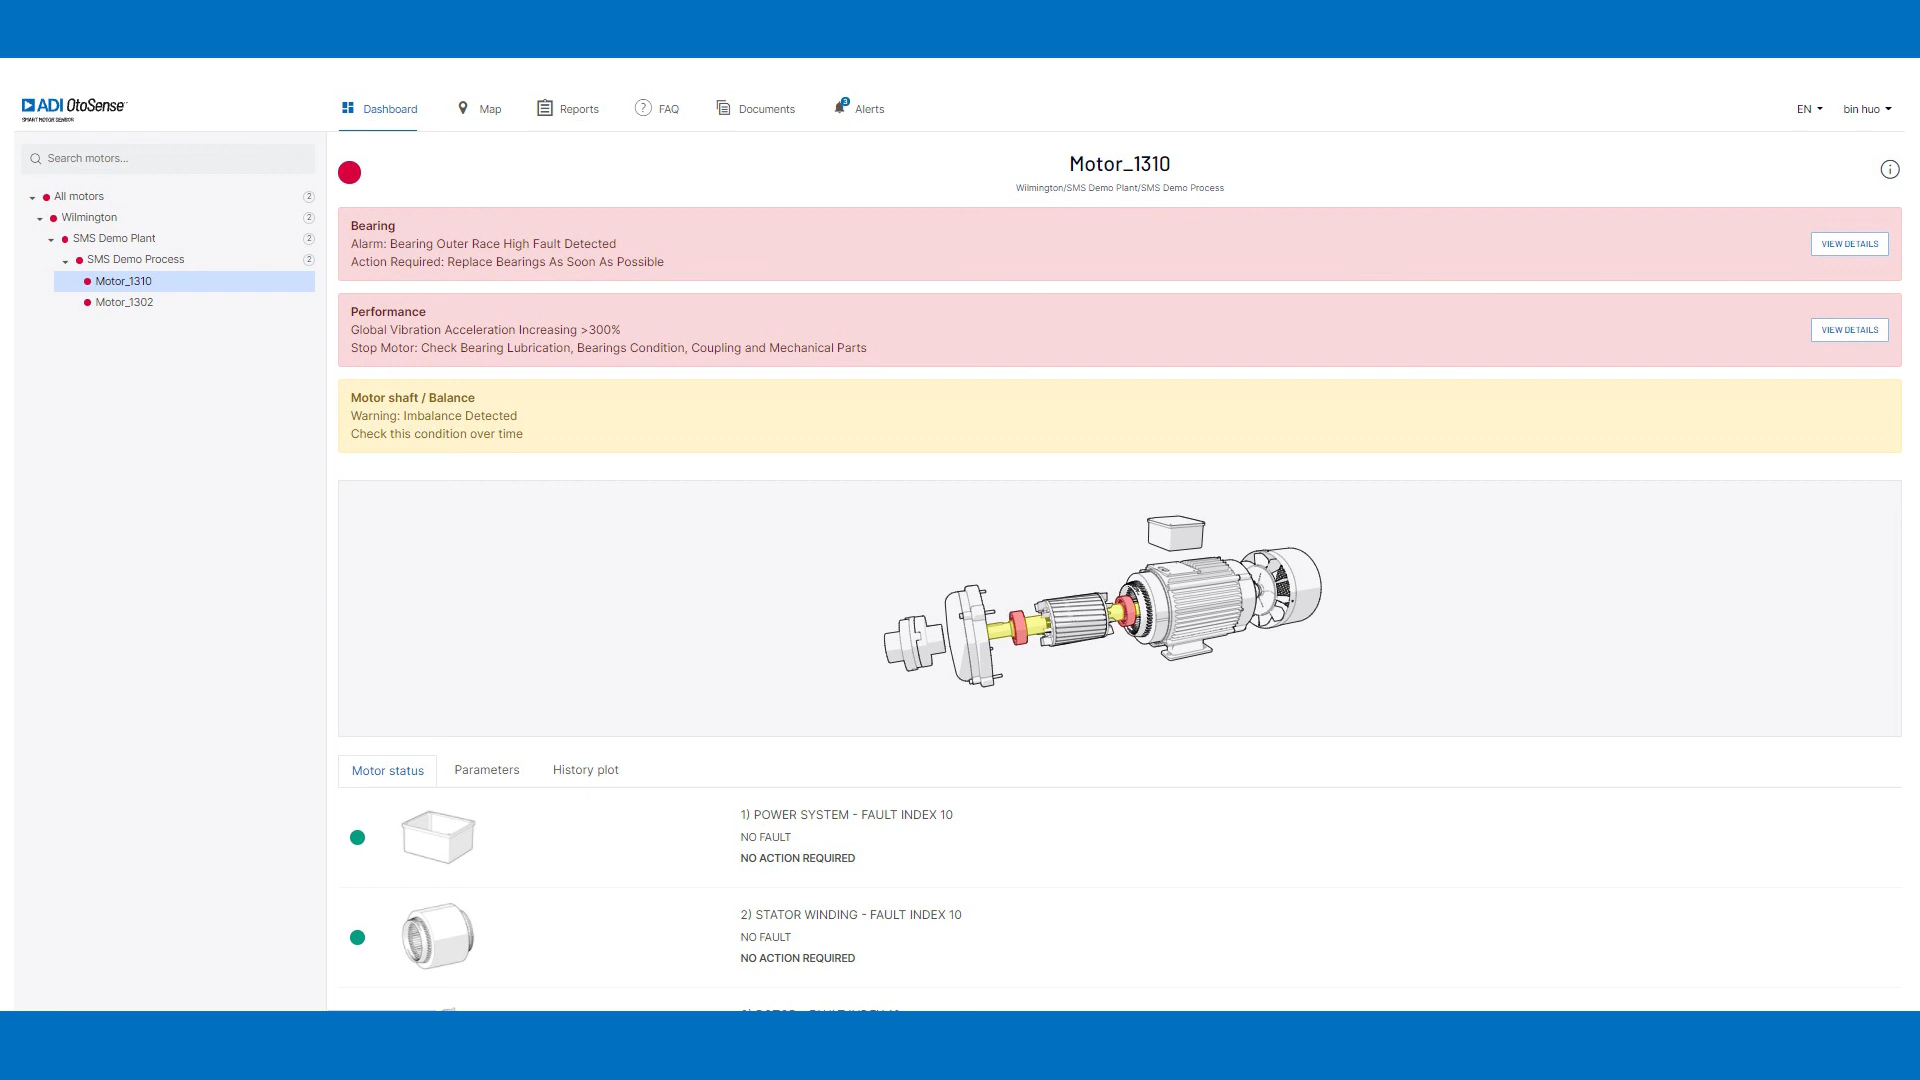 ADI OtoSense™
SMART MOTOR SENSOR
Dashboard
Map
Reports
? FAQ
Documents
3 Alerts
EN
bin huo
Search motors...
All motors 2
Wilmington 2
SMS Demo Plant 2
SMS Demo Process 2
Motor_1310
Motor_1302
Motor_1310
Wilmington/SMS Demo Plant/SMS Demo Process
Bearing
Alarm: Bearing Outer Race High Fault Detected
Action Required: Replace Bearings As Soon As Possible
VIEW DETAILS
Performance
Global Vibration Acceleration Increasing >300%
Stop Motor: Check Bearing Lubrication, Bearings Condition, Coupling and Mechanical Parts
VIEW DETAILS
Motor shaft / Balance
Warning: Imbalance Detected
Check this condition over time
Motor status
Parameters
History plot
1) POWER SYSTEM - FAULT INDEX 10
NO FAULT
NO ACTION REQUIRED
2) STATOR WINDING - FAULT INDEX 10
NO FAULT
NO ACTION REQUIRED